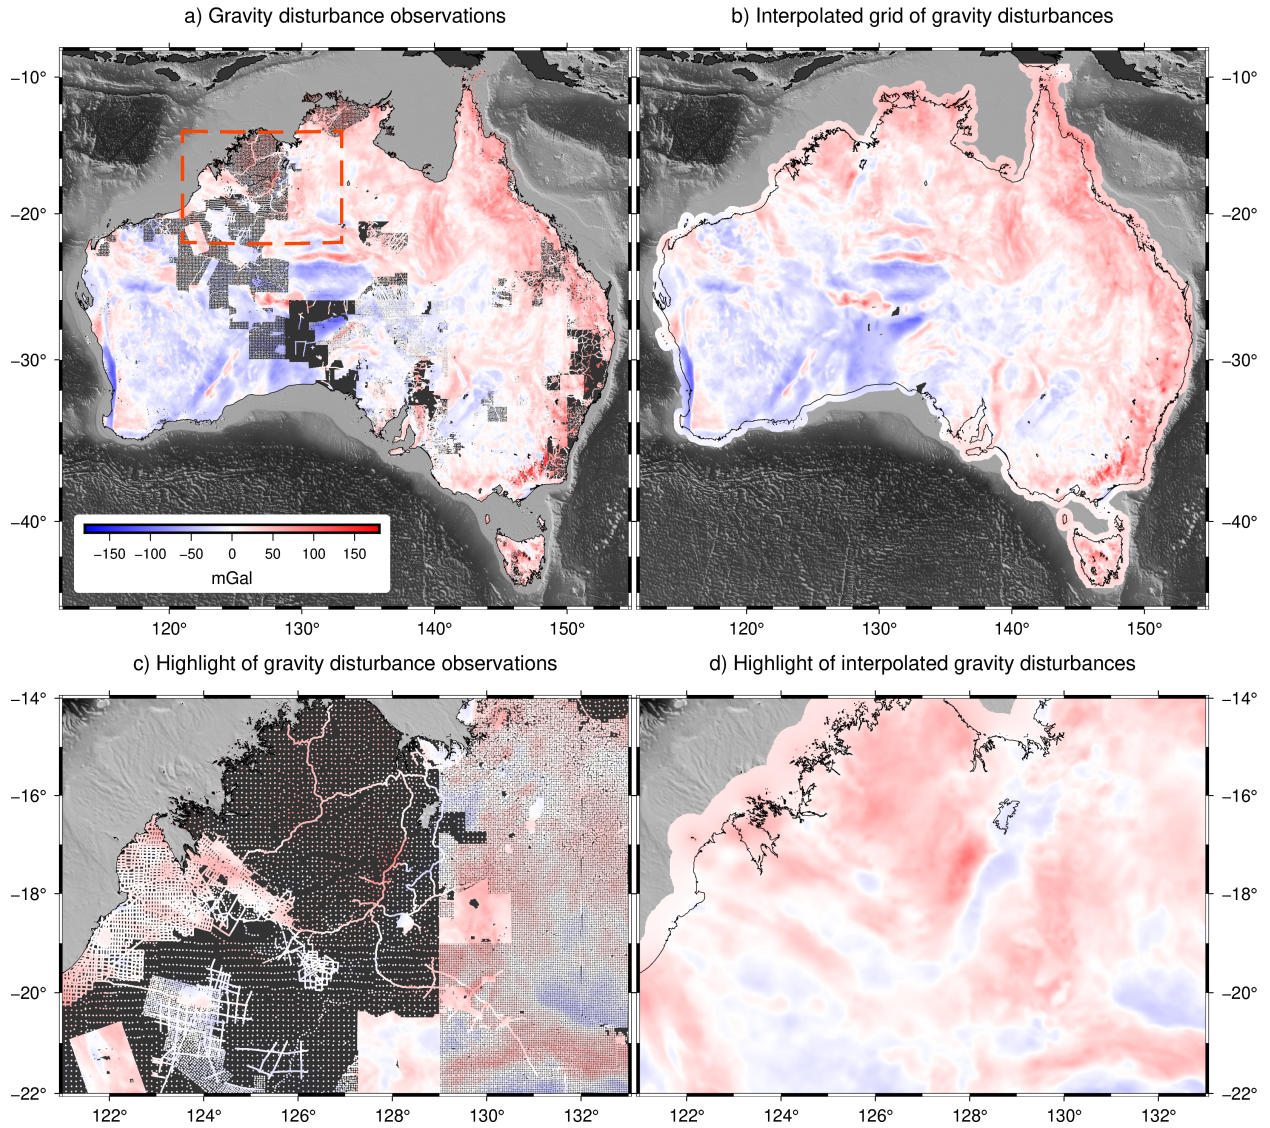 a) Gravity disturbance observations
b) Interpolated grid of gravity disturbances
−10°
−10°
−20°
−20°
−30°
−30°
−40°
−40°
−150 −100 −50 0 50 100 150
mGal
120° 130° 140° 150°
120° 130° 140° 150°
c) Highlight of gravity disturbance observations
d) Highlight of interpolated gravity disturbances
−14°
−14°
−16°
−16°
−18°
−18°
−20°
−20°
−22°
−22°
122° 124° 126° 128° 130° 132°
122° 124° 126° 128° 130° 132°